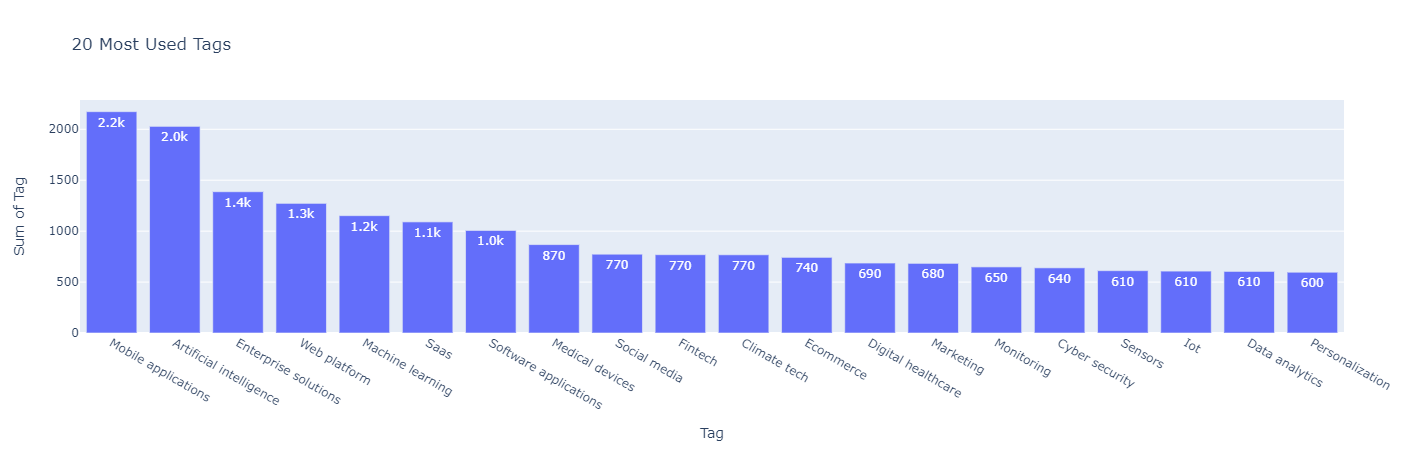 20 Most Used Tags
Sum of Tag
2000
1500
1000
500
0
2.2k
2.0k
1.4k
1.3k
1.2k
1.1k
1.0k
870
770
770
770
740
690
680
650
640
610
610
610
600
Mobile applications
Artificial intelligence
Enterprise solutions
Web platform
Machine learning
Saas
Software applications
Medical devices
Social media
Fintech
Climate tech
Ecommerce
Digital healthcare
Marketing
Monitoring
Cyber security
Sensors
Iot
Data analytics
Personalization
Tag